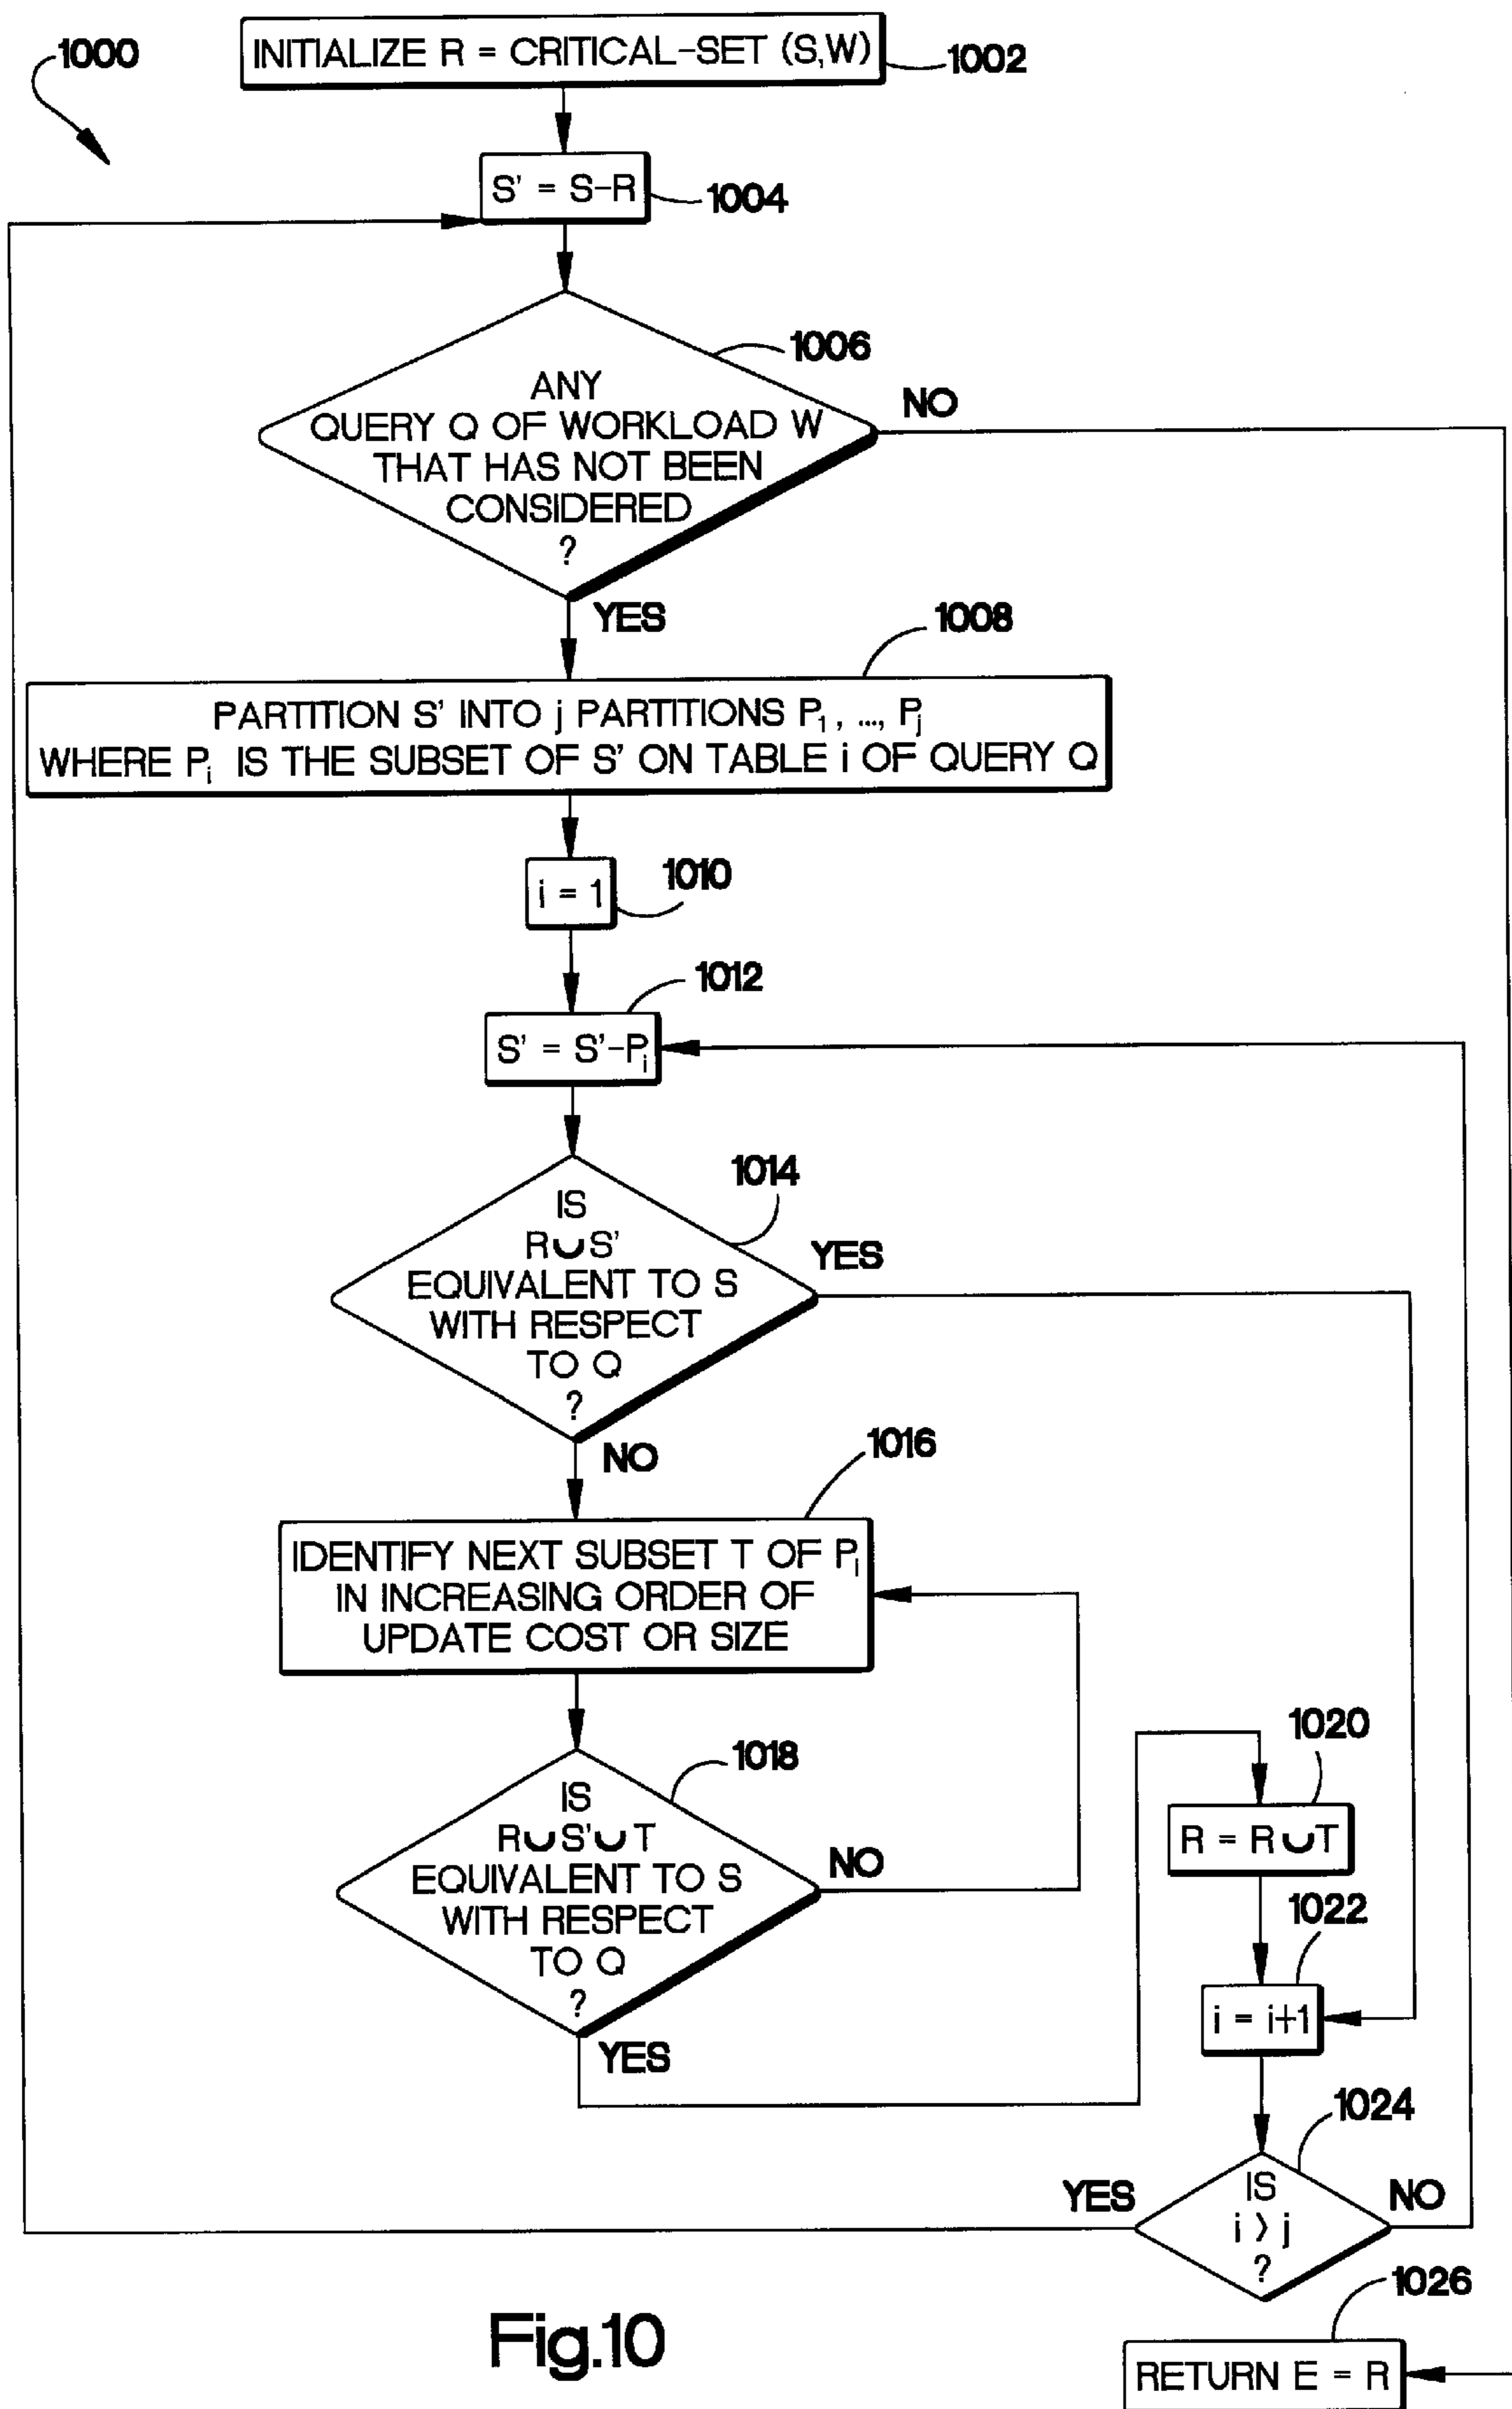 1000
INITIALIZE R = CRITICAL-SET (S,W)
1002
S' = S-R
1004
1006
ANY
QUERY Q OF WORKLOAD W
THAT HAS NOT BEEN
CONSIDERED
?
NO
YES
1008
PARTITION S' INTO j PARTITIONS P1 , ..., Pj
WHERE Pi IS THE SUBSET OF S' ON TABLE i OF QUERY Q
i = 1
1010
1012
S' = S'-Pi
1014
IS
R∪S'
EQUIVALENT TO S
WITH RESPECT
TO Q
?
YES
NO
1016
IDENTIFY NEXT SUBSET T OF Pi
IN INCREASING ORDER OF
UPDATE COST OR SIZE
1018
IS
R∪S'∪T
EQUIVALENT TO S
WITH RESPECT
TO Q
?
NO
YES
1020
R = R∪T
1022
i = i+1
1024
IS
i > j
?
YES
NO
1026
RETURN E = R
Fig.10